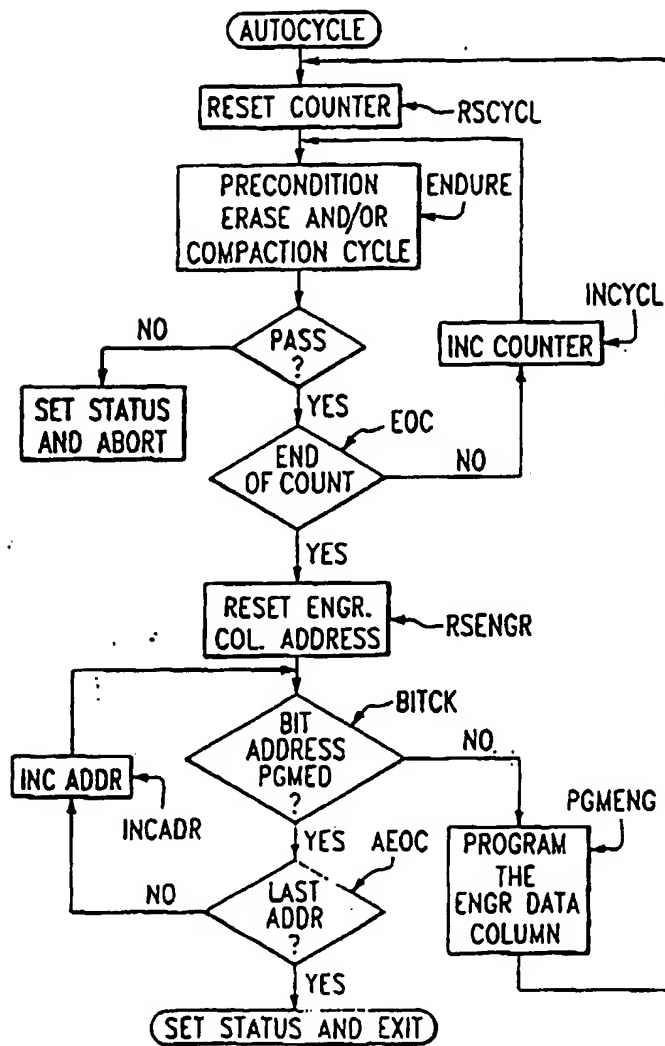 AUTOCYCLE
RESET COUNTER
RSCYCL
PRECONDITION
ERASE AND/OR
COMPACTION CYCLE
ENDURE
INCYCL
INC COUNTER
NO
PASS
?
YES
SET STATUS
AND ABORT
EOC
END
OF COUNT
NO
YES
RESET ENGR.
COL. ADDRESS
RSENGR
BITCK
BIT
ADDRESS
PGMED
?
NO
INC ADDR
INCADR
YES
AEOC
PGMENG
PROGRAM
THE
ENGR DATA
COLUMN
NO
LAST
ADDR
?
YES
SET STATUS AND EXIT